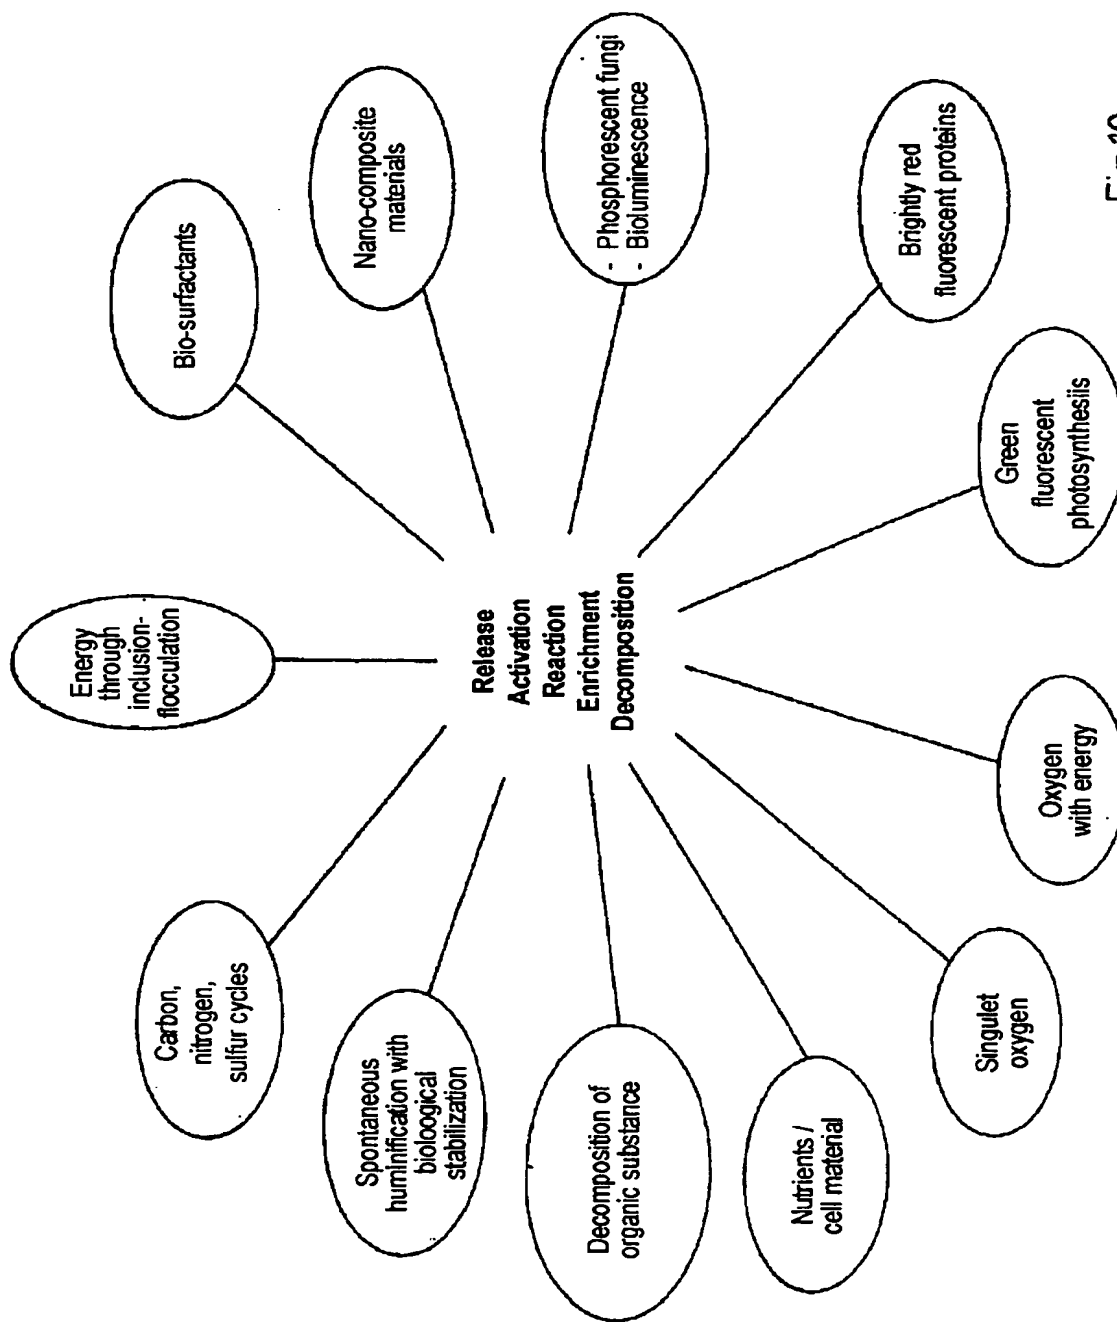 Energy
through
inclusion-
flocculation
Carbon,
nitrogen,
sulfur cycles
Bio-surfactants
Spontaneous
huminification with
bioloogical
stabilization
Nano-composite
materials
Release
Activation
Reaction
Enrichment
Decomposition
Decomposition of
organic substance
- Phosphorescent fungi
- Bioluminescence
Nutrients /
cell material
Brightly red
fluorescent proteins
Singulet
oxygen
Oxygen
with energy
Green
fluorescent
photosynthesiis